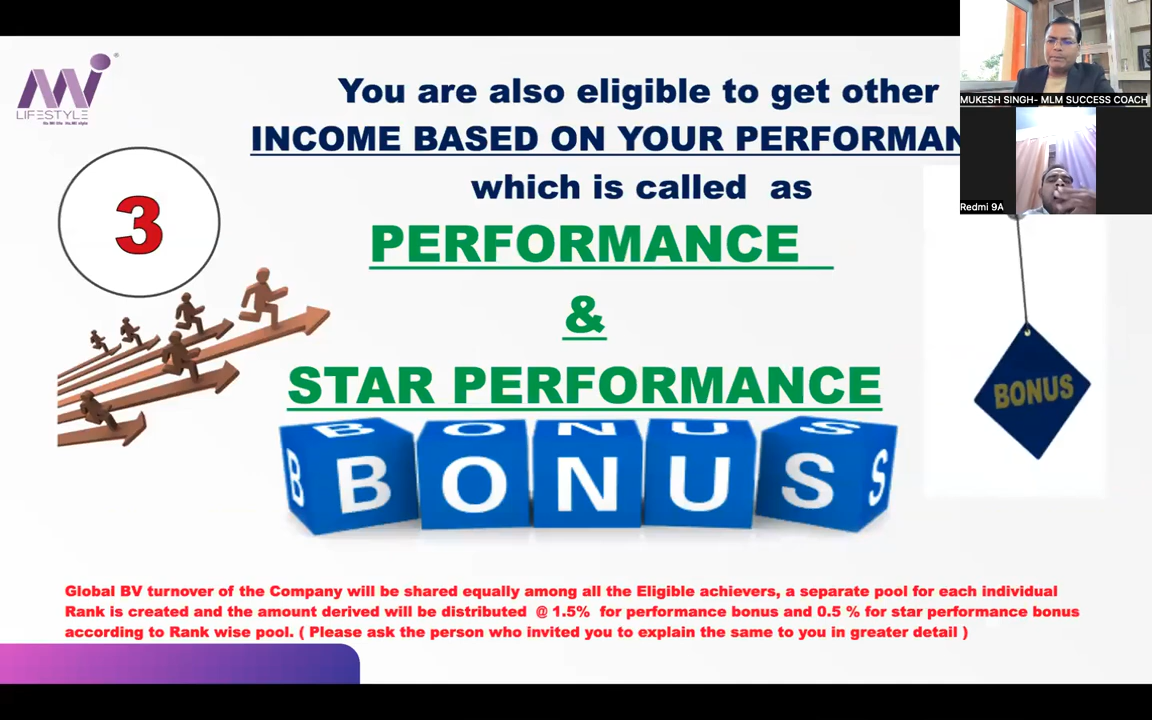 Mi
LIFESTYLE
You are also eligible to get other
INCOME BASED ON YOUR PERFORMAN
which is called as
3
PERFORMANCE
&
STAR PERFORMANCE
BONUS
BONUS
Global BV turnover of the Company will be shared equally among all the Eligible achievers, a separate pool for each individual
Rank is created and the amount derived will be distributed @ 1.5% for performance bonus and 0.5 % for star performance bonus
according to Rank wise pool. ( Please ask the person who invited you to explain the same to you in greater detail )
MUKESH SINGH- MLM SUCCESS COACH
Redmi 9A